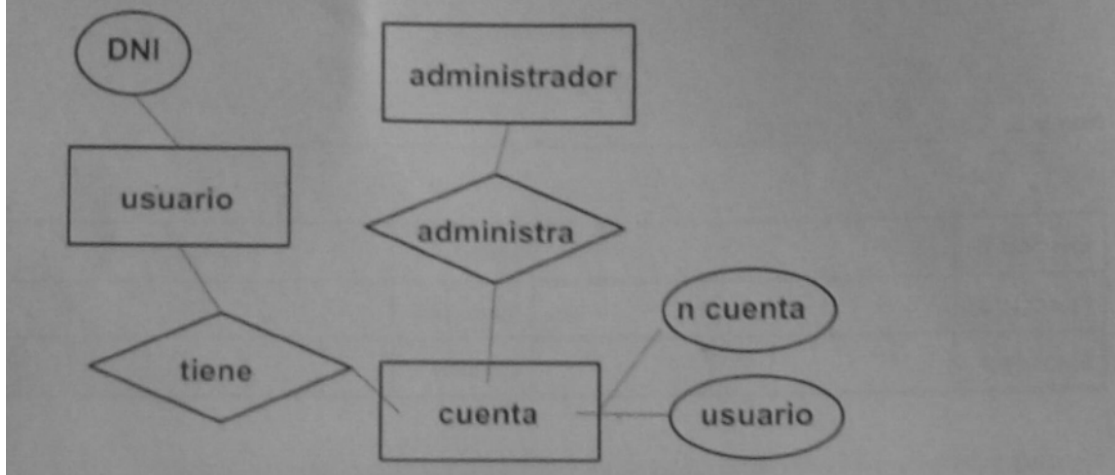 DNI
administrador
usuario
administra
n cuenta
tiene
cuenta
usuario